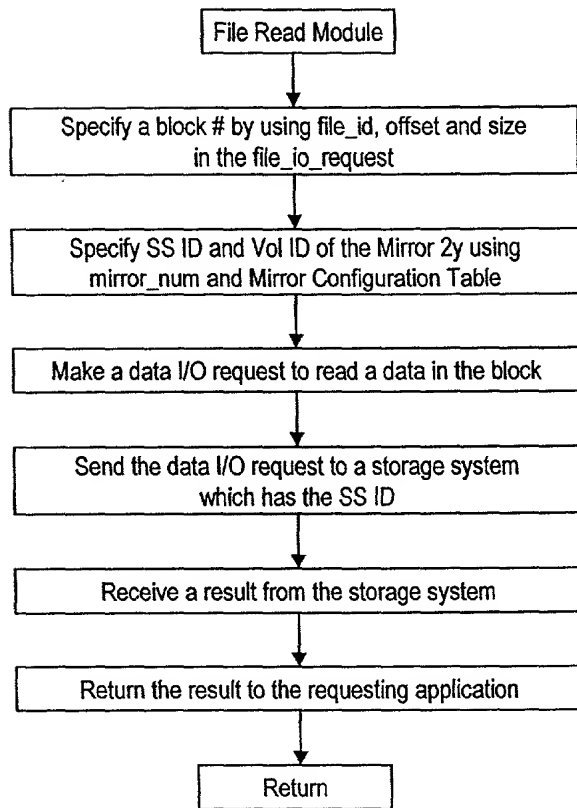 File Read Module
Specify a block # by using file_id, offset and size
in the file_io_request
Specify SS ID and Vol ID of the Mirror 2y using
mirror_num and Mirror Configuration Table
Make a data I/O request to read a data in the block
Send the data I/O request to a storage system
which has the SS ID
Receive a result from the storage system
Return the result to the requesting application
Return